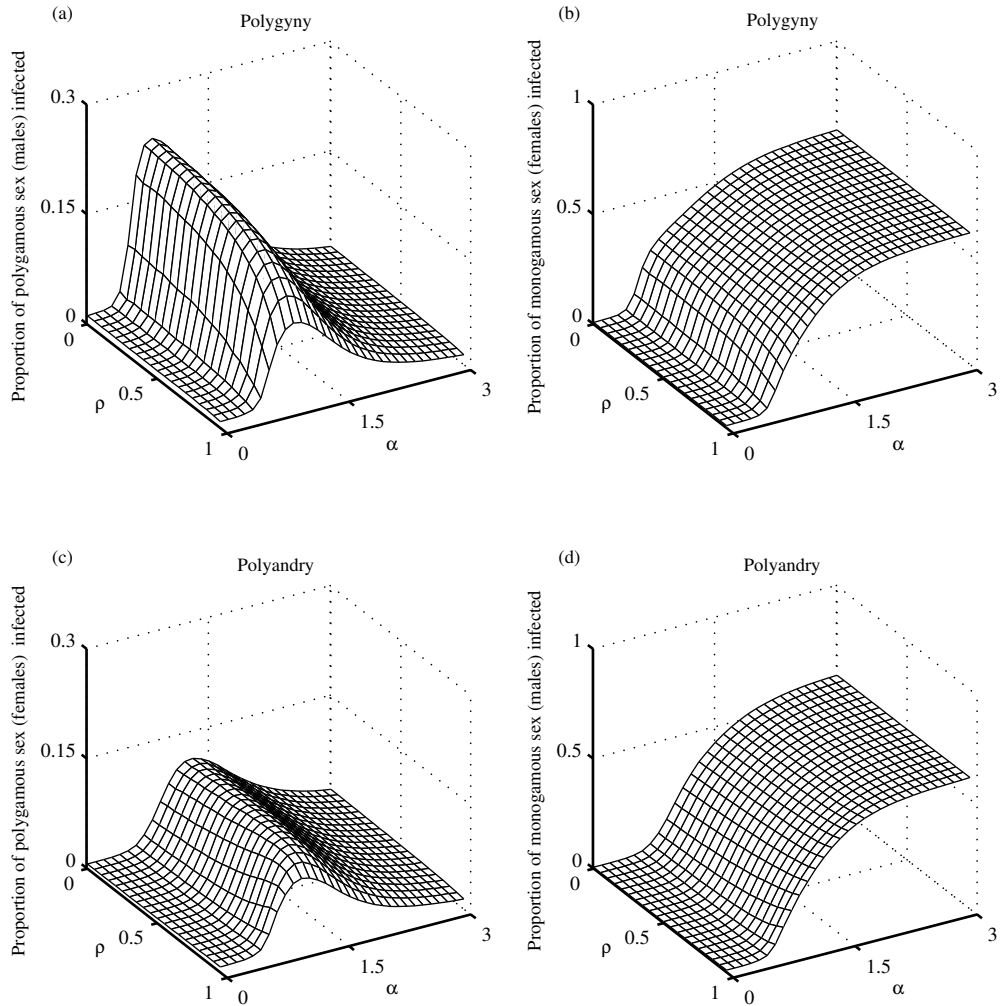 (a)
Polygyny
Proportion of polygamous sex (males) infected
0.3
0.15
0
0
0.5
1
ρ
0
1.5
3
α
(b)
Polygyny
Proportion of monogamous sex (females) infected
1
0.5
0
0
0.5
1
ρ
0
1.5
3
α
(c)
Polyandry
Proportion of polygamous sex (females) infected
0.3
0.15
0
0
0.5
1
ρ
0
1.5
3
α
(d)
Polyandry
Proportion of monogamous sex (males) infected
1
0.5
0
0
0.5
1
ρ
0
1.5
3
α